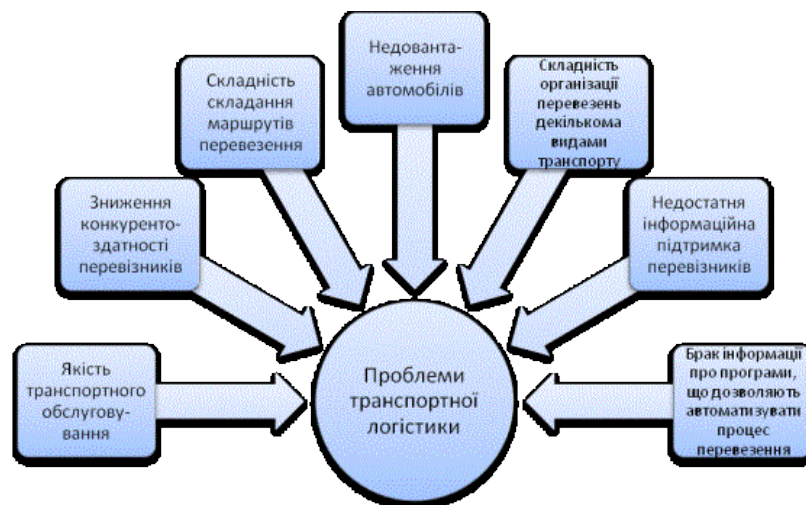 Якість
транспортного
обслугову-
вання
Зниження
конкуренто-
здатності
перевізників
Складність
складання
маршрутів
перевезення
Недованта-
ження
автомобілів
Складність
організації
перевезень
декількома
видами
транспорту
Недостатня
інформаційна
підтримка
перевізників
Брак інформації
про програми,
що дозволяють
автоматизувати
процес
перевезення
Проблеми
транспортної
логістики